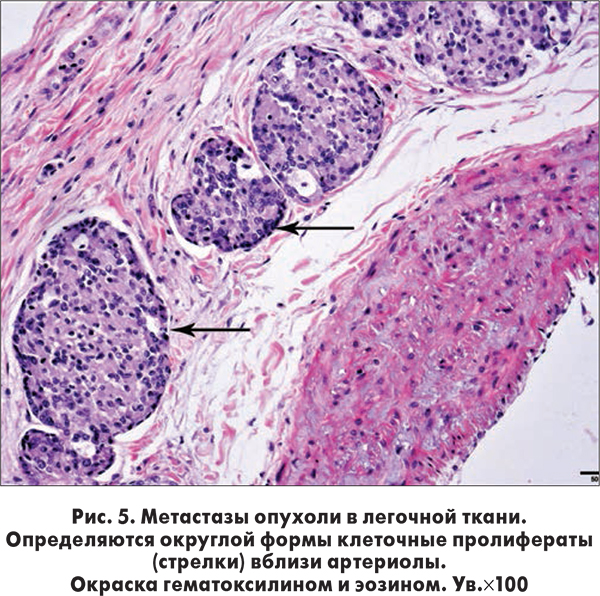 50
Рис. 5. Метастазы опухоли в легочной ткани.
Определяются округлой формы клеточные пролифераты
(стрелки) вблизи артериолы.
Окраска гематоксилином и эозином. Ув.×100